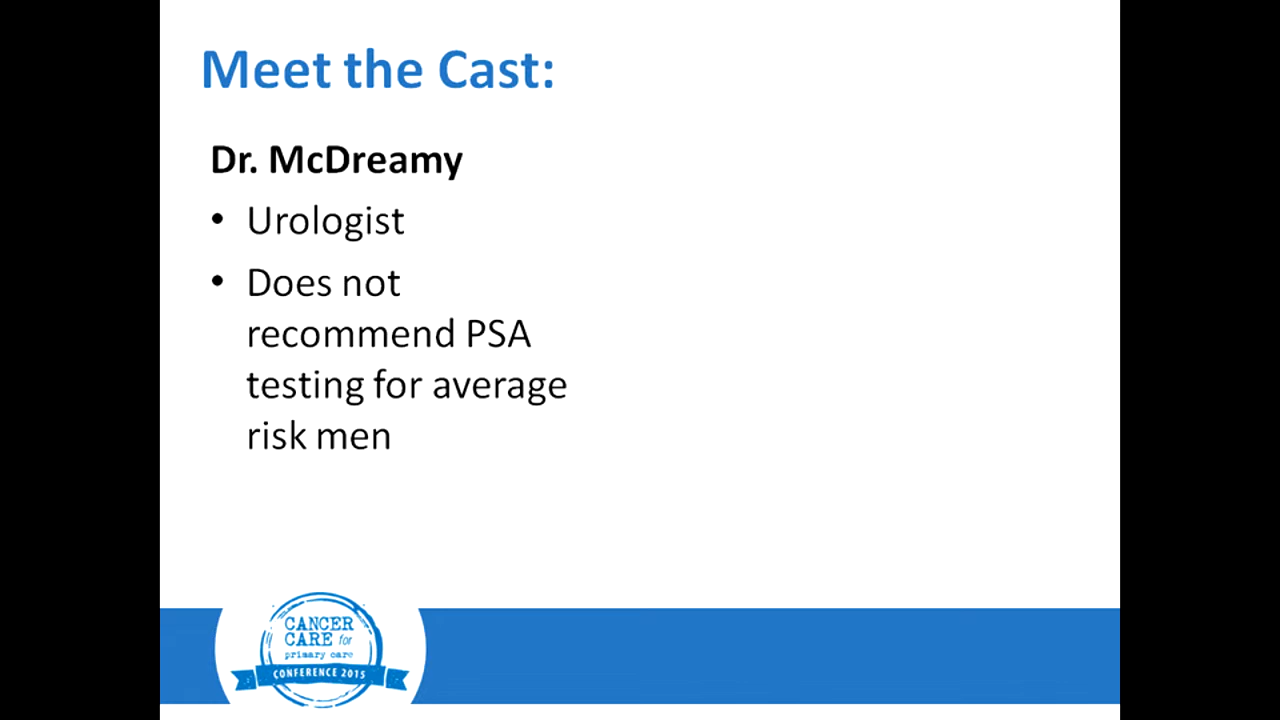 Meet the Cast:
Dr. McDreamy
• Urologist
• Does not
recommend PSA
testing for average
risk men
CANCER
CARE for
primary care
CONFERENCE 2015